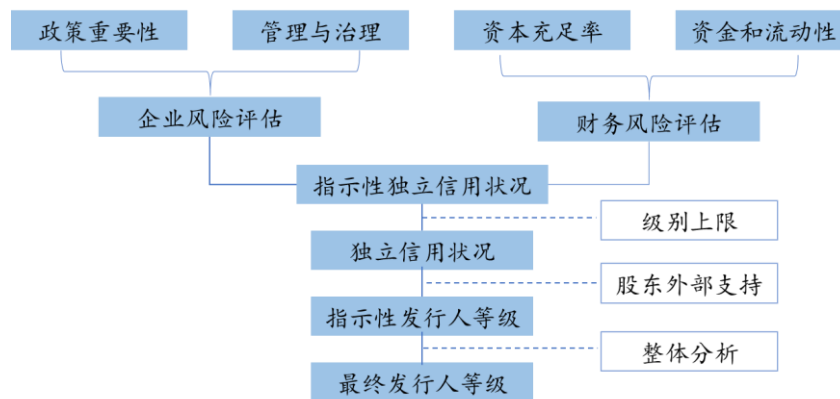 政策重要性
管理与治理
资本充足率
资金和流动性
企业风险评估
财务风险评估
指示性独立信用状况
级别上限
独立信用状况
股东外部支持
指示性发行人等级
整体分析
最终发行人等级